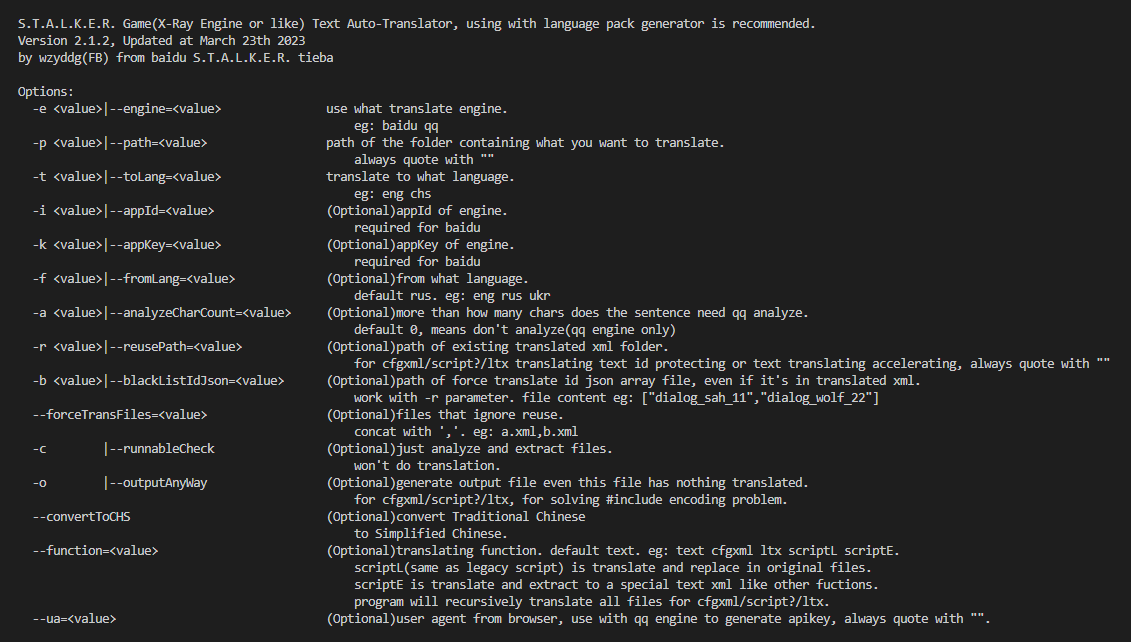 S.T.A.L.K.E.R. Game(X-Ray Engine or like) Text Auto-Translator, using with language pack generator is recommended.
Version 2.1.2, Updated at March 23th 2023
by wzyddg(FB) from baidu S.T.A.L.K.E.R. tieba
Options:
-e <value>|--engine=<value> use what translate engine.
eg: baidu qq
-p <value>|--path=<value> path of the folder containing what you want to translate.
always quote with ""
-t <value>|--toLang=<value> translate to what language.
eg: eng chs
-i <value>|--appId=<value> (Optional)appId of engine.
required for baidu
-k <value>|--appKey=<value> (Optional)appKey of engine.
required for baidu
-f <value>|--fromLang=<value> (Optional)from what language.
default rus. eg: eng rus ukr
-a <value>|--analyzeCharCount=<value> (Optional)more than how many chars does the sentence need qq analyze.
default 0, means don't analyze(qq engine only)
-r <value>|--reusePath=<value> (Optional)path of existing translated xml folder.
for cfgxml/script?/ltx translating text id protecting or text translating accelerating, always quote with ""
-b <value>|--blackListIdJson=<value> (Optional)path of force translate id json array file, even if it's in translated xml.
work with -r parameter. file content eg: ["dialog_sah_11","dialog_wolf_22"]
--forceTransFiles=<value> (Optional)files that ignore reuse.
concat with ','. eg: a.xml,b.xml
-c |--runnableCheck (Optional)just analyze and extract files.
won't do translation.
-o |--outputAnyWay (Optional)generate output file even this file has nothing translated.
for cfgxml/script?/ltx, for solving #include encoding problem.
--convertToCHS (Optional)convert Traditional Chinese
to Simplified Chinese.
--function=<value> (Optional)translating function. default text. eg: text cfgxml ltx scriptL scriptE.
scriptL(same as legacy script) is translate and replace in original files.
scriptE is translate and extract to a special text xml like other fuctions.
program will recursively translate all files for cfgxml/script?/ltx.
--ua=<value> (Optional)user agent from browser, use with qq engine to generate apikey, always quote with "".